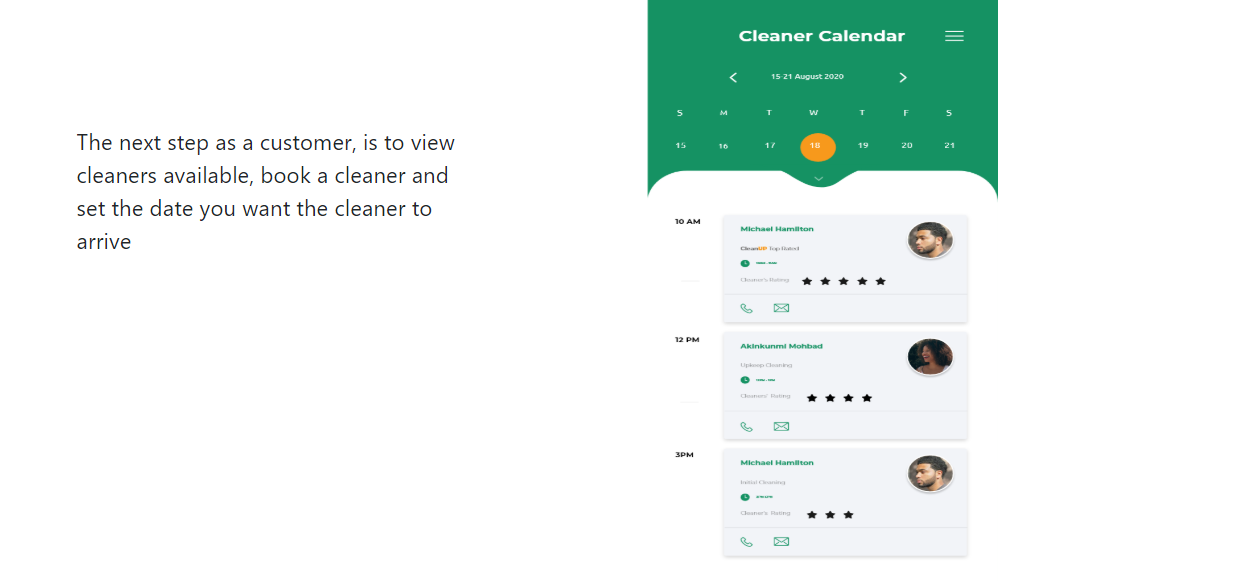 The next step as a customer, is to view
cleaners available, book a cleaner and
set the date you want the cleaner to
arrive
Cleaner Calendar
15-21 August 2020
S M T W T F S
15 16 17 18 19 20 21
10 AM
Michael Hamilton
CleanUP Top Rated
Cleaner's Rating
12 PM
Akinkunmi Mohbad
Upkeep Cleaning
Cleaners' Rating
3PM
Michael Hamilton
Initial Cleaning
Cleaner's Rating